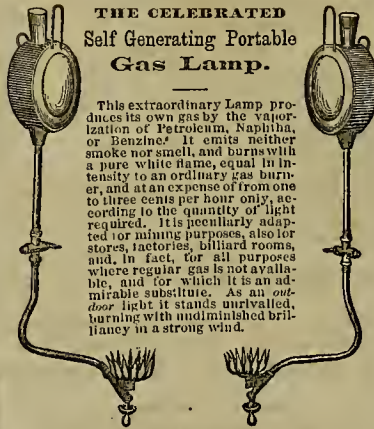 THE CELEBRATED
Self Generating Portable
Gas Lamp.
This extraordinary Lamp pro-
duces its own gas by the vapor-
ization of Petroleum, Naphtha,
or Benzine. It emits neither
smoke nor smell, and burns with
a pure white flame, equal in in-
tensity to an ordinary gas burn-
er, and at an expense of from one
to three cents per hour only, ac-
cording to the quantity of light
required. It is peculiarly adap-
ted for mining purposes, also for
stores, factories, billiard rooms,
and, in fact, for all purposes
where regular gas is not availa-
ble, and for which it is an ad-
mirable substitute. As an out-
door light it stands unrivalled,
burning with undiminished bril-
liancy in a strong wind.